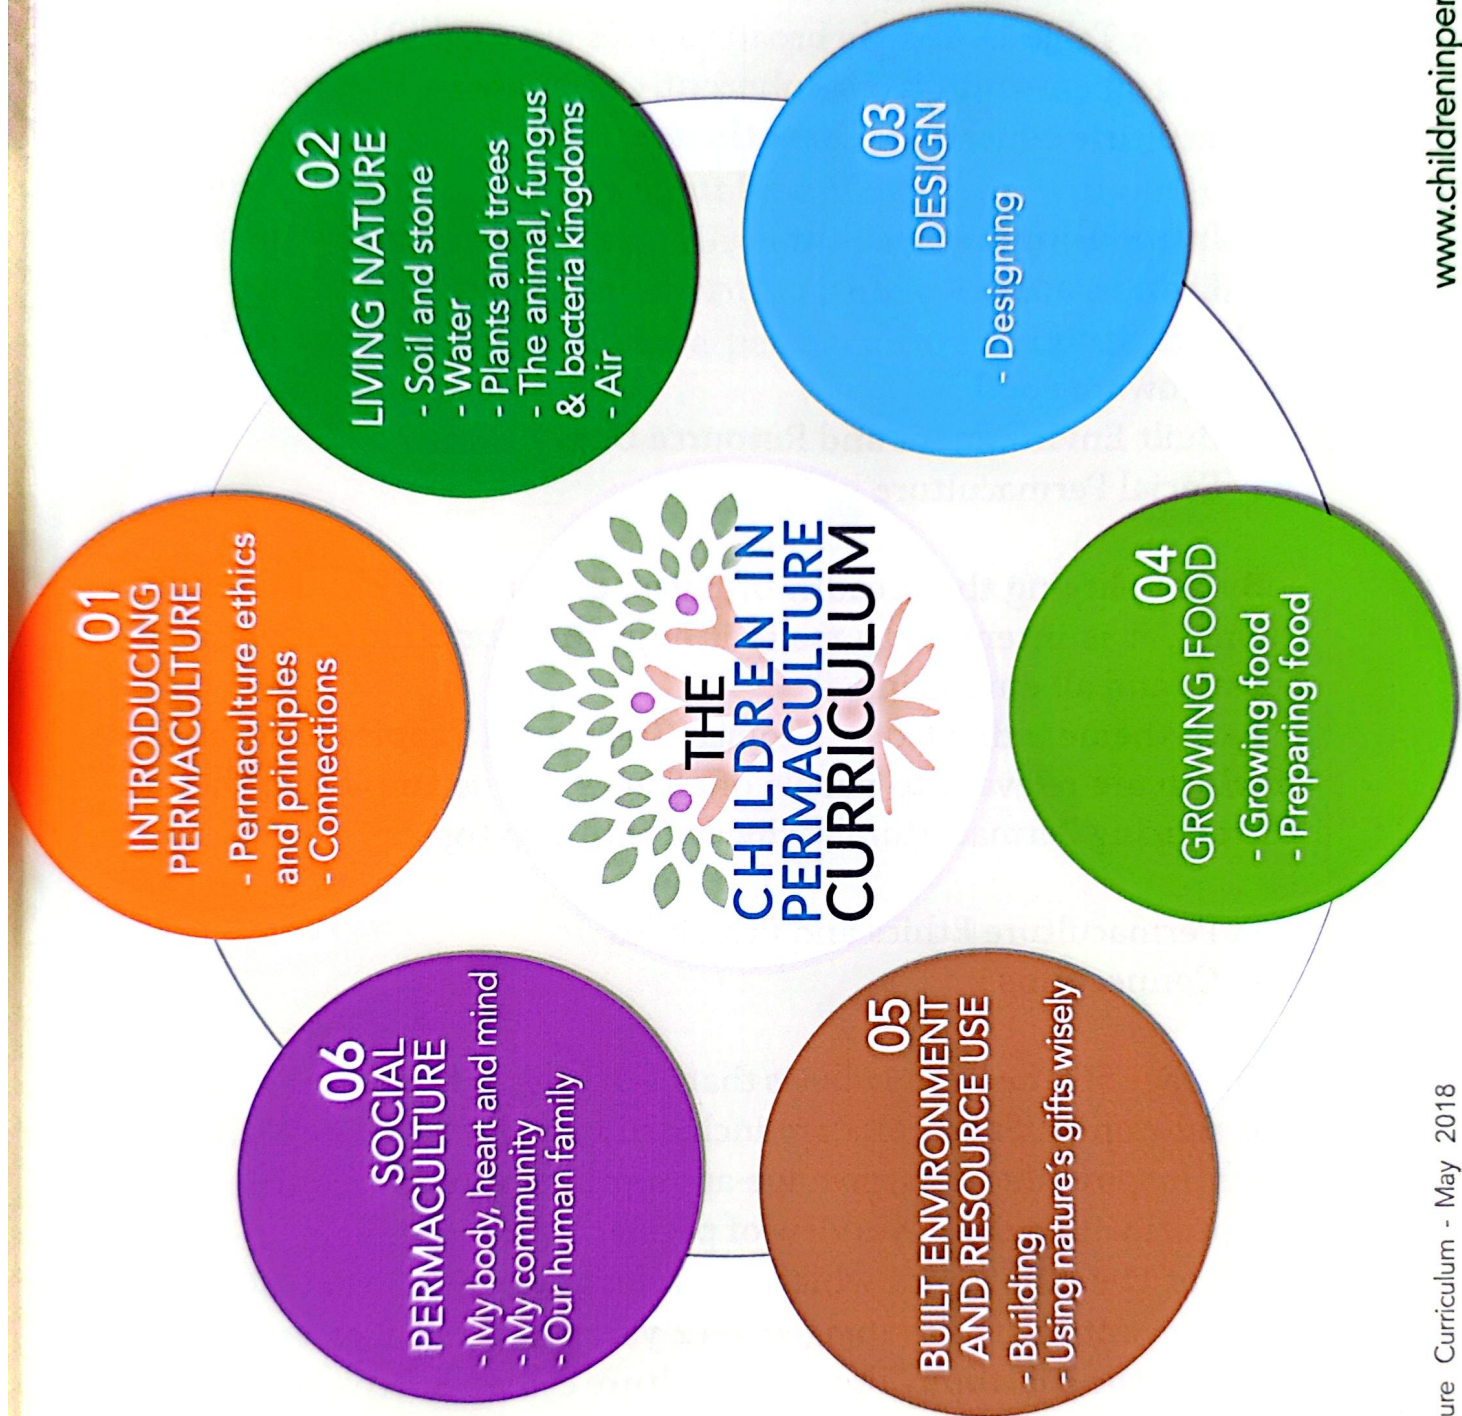 THE
CHILDREN IN
PERMACULTURE
CURRICULUM
01
INTRODUCING
PERMACULTURE
- Permaculture ethics
and principles
- Connections
02
LIVING NATURE
- Soil and stone
- Water
- Plants and trees
- The animal, fungus
& bacteria kingdoms
- Air
03
DESIGN
- Designing
04
GROWING FOOD
- Growing food
- Preparing food
05
BUILT ENVIRONMENT
AND RESOURCE USE
- Building
- Using nature´s gifts wisely
06
SOCIAL
PERMACULTURE
- My body, heart and mind
- My community
- Our human family
ure Curriculum - May 2018
www.childreninper